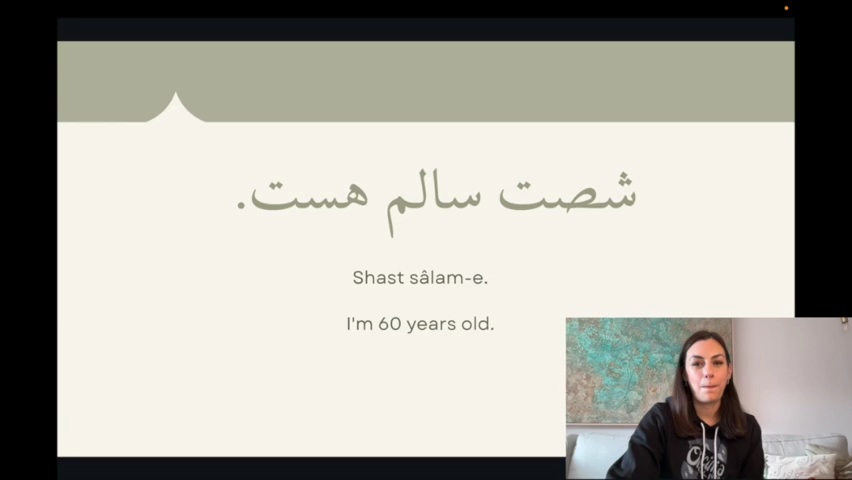 شصت سالم هست.
Shast sâlam-e.
I'm 60 years old.